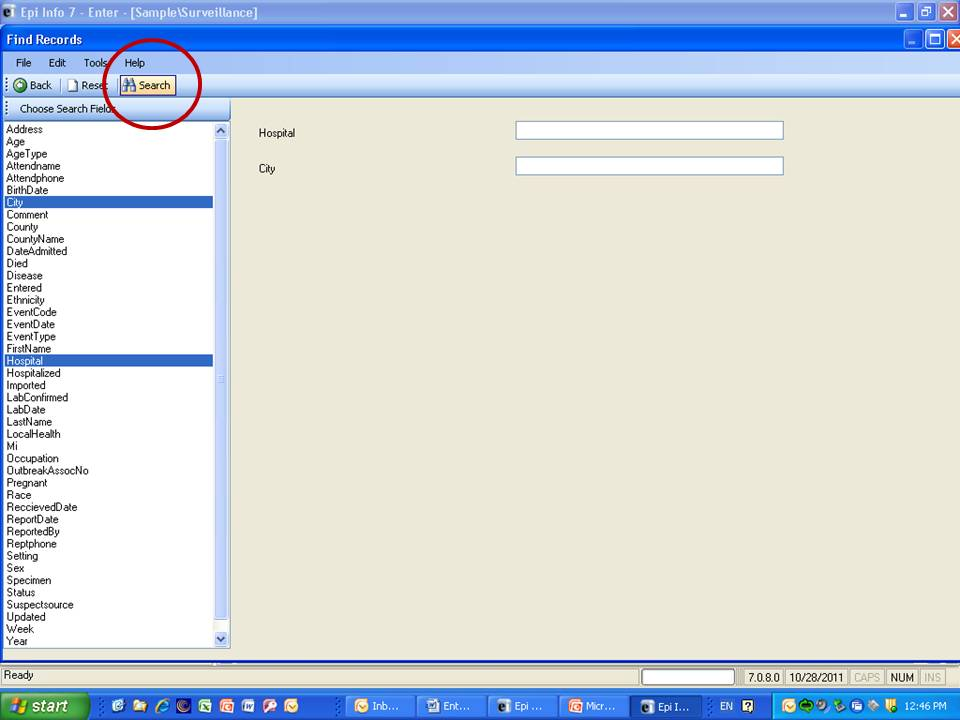 Epi Info 7 - Enter - [Sample\Surveillance]
Find Records
File Edit Tools Help
Back Reset Search
Choose Search Fields
Address
Age
AgeType
Attendname
Attendphone
BirthDate
City
Comment
County
CountyName
DateAdmitted
Died
Disease
Entered
Ethnicity
EventCode
EventDate
EventType
FirstName
Hospital
Hospitalized
Imported
LabConfirmed
LabDate
LastName
LocalHealth
Mi
Occupation
OutbreakAssocNo
Pregnant
Race
ReccievedDate
ReportDate
ReportedBy
Reptphone
Setting
Sex
Specimen
Status
Suspectsource
Updated
Week
Year
Hospital
City
Ready 7.0.8.0 10/28/2011 CAPS NUM INS
start Inb... Ent... Epi ... Micr... Epi I... EN 12:46 PM